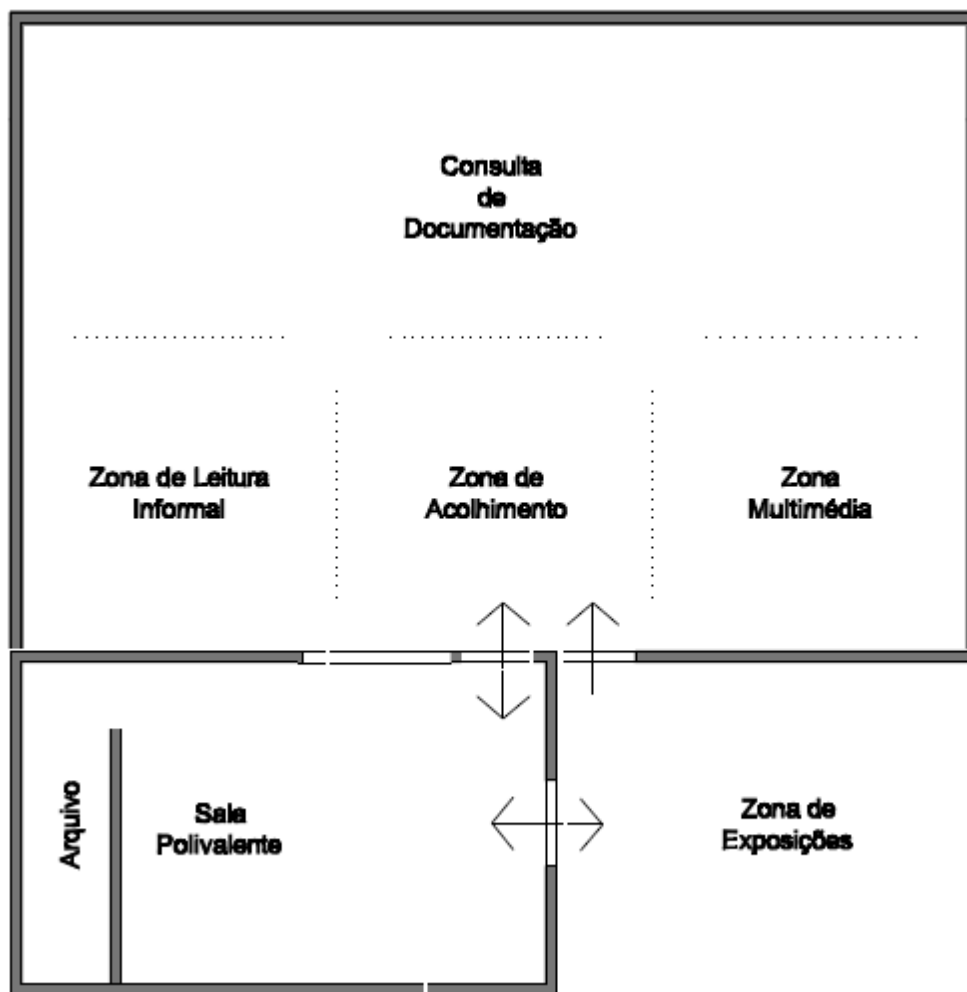 Consulta
de
Documentação
Zona de Leitura
Informal
Zona de
Acolhimento
Zona
Multimédia
Arquivo
Sala
Polivalente
Zona de
Exposições